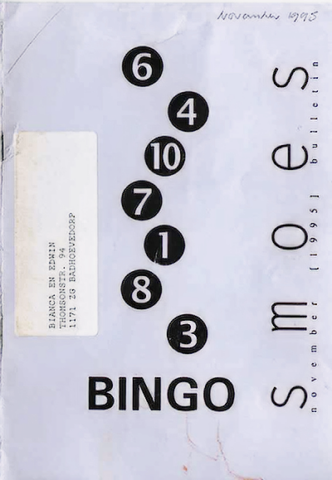 November 1995
6
4
10
7
1
8
3
BINGO
BIANCA EN EDWIN
THOMSONSTR. 94
1171 ZG BADHOEVEDORP
smoes
november [1995] bulletin